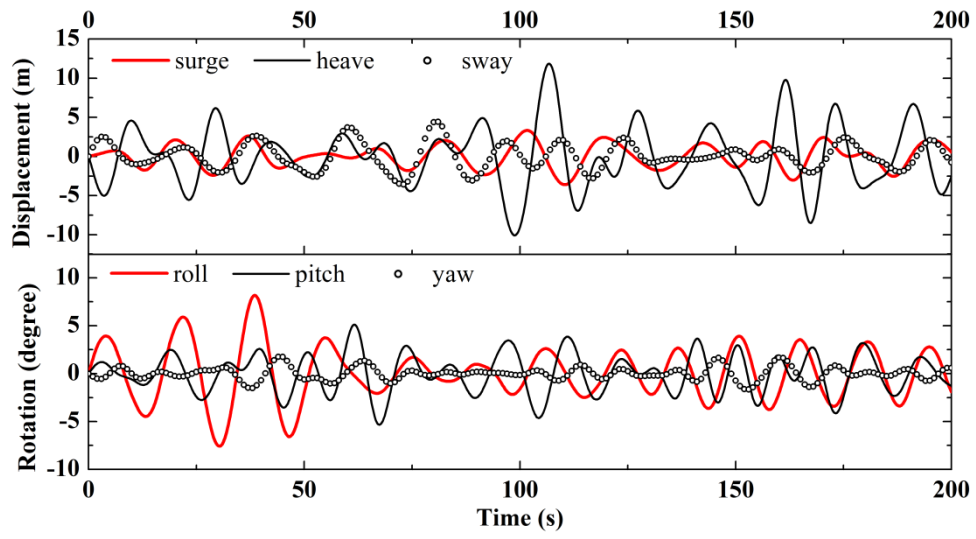 0 50 100 150 200
15
surge heave sway
10
5
0
-5
-10
Displacement (m)
roll pitch yaw
10
5
0
-5
-10
Rotation (degree)
0 50 100 150 200
Time (s)